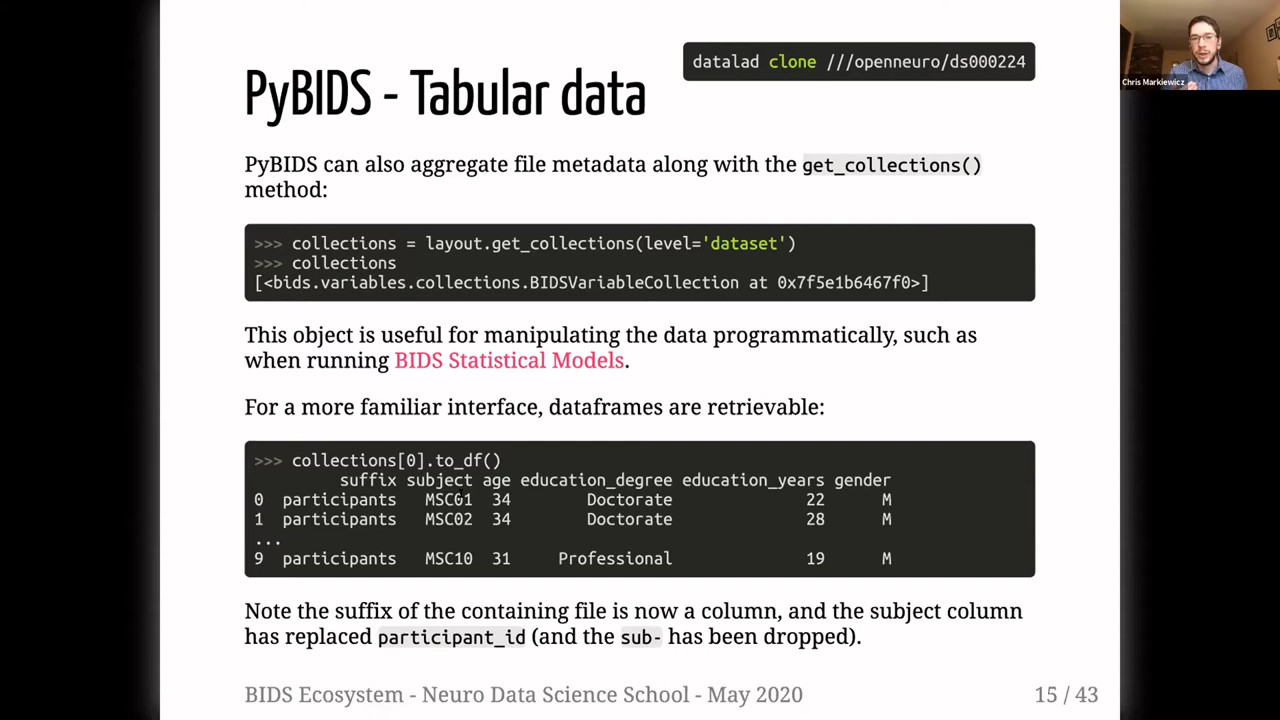 datalad clone ///openneuro/ds000224
PyBIDS - Tabular data
Chris Markiewicz
PyBIDS can also aggregate file metadata along with the get_collections()
method:
>>> collections = layout.get_collections(level='dataset')
>>> collections
[<bids.variables.collections.BIDSVariableCollection at 0x7f5e1b6467f0>]
This object is useful for manipulating the data programmatically, such as
when running BIDS Statistical Models.
For a more familiar interface, dataframes are retrievable:
>>> collections[0].to_df()
suffix subject age education_degree education_years gender
0 participants MSC01 34 Doctorate 22 M
1 participants MSC02 34 Doctorate 28 M
...
9 participants MSC10 31 Professional 19 M
Note the suffix of the containing file is now a column, and the subject column
has replaced participant_id (and the sub- has been dropped).
BIDS Ecosystem - Neuro Data Science School - May 2020
15 / 43